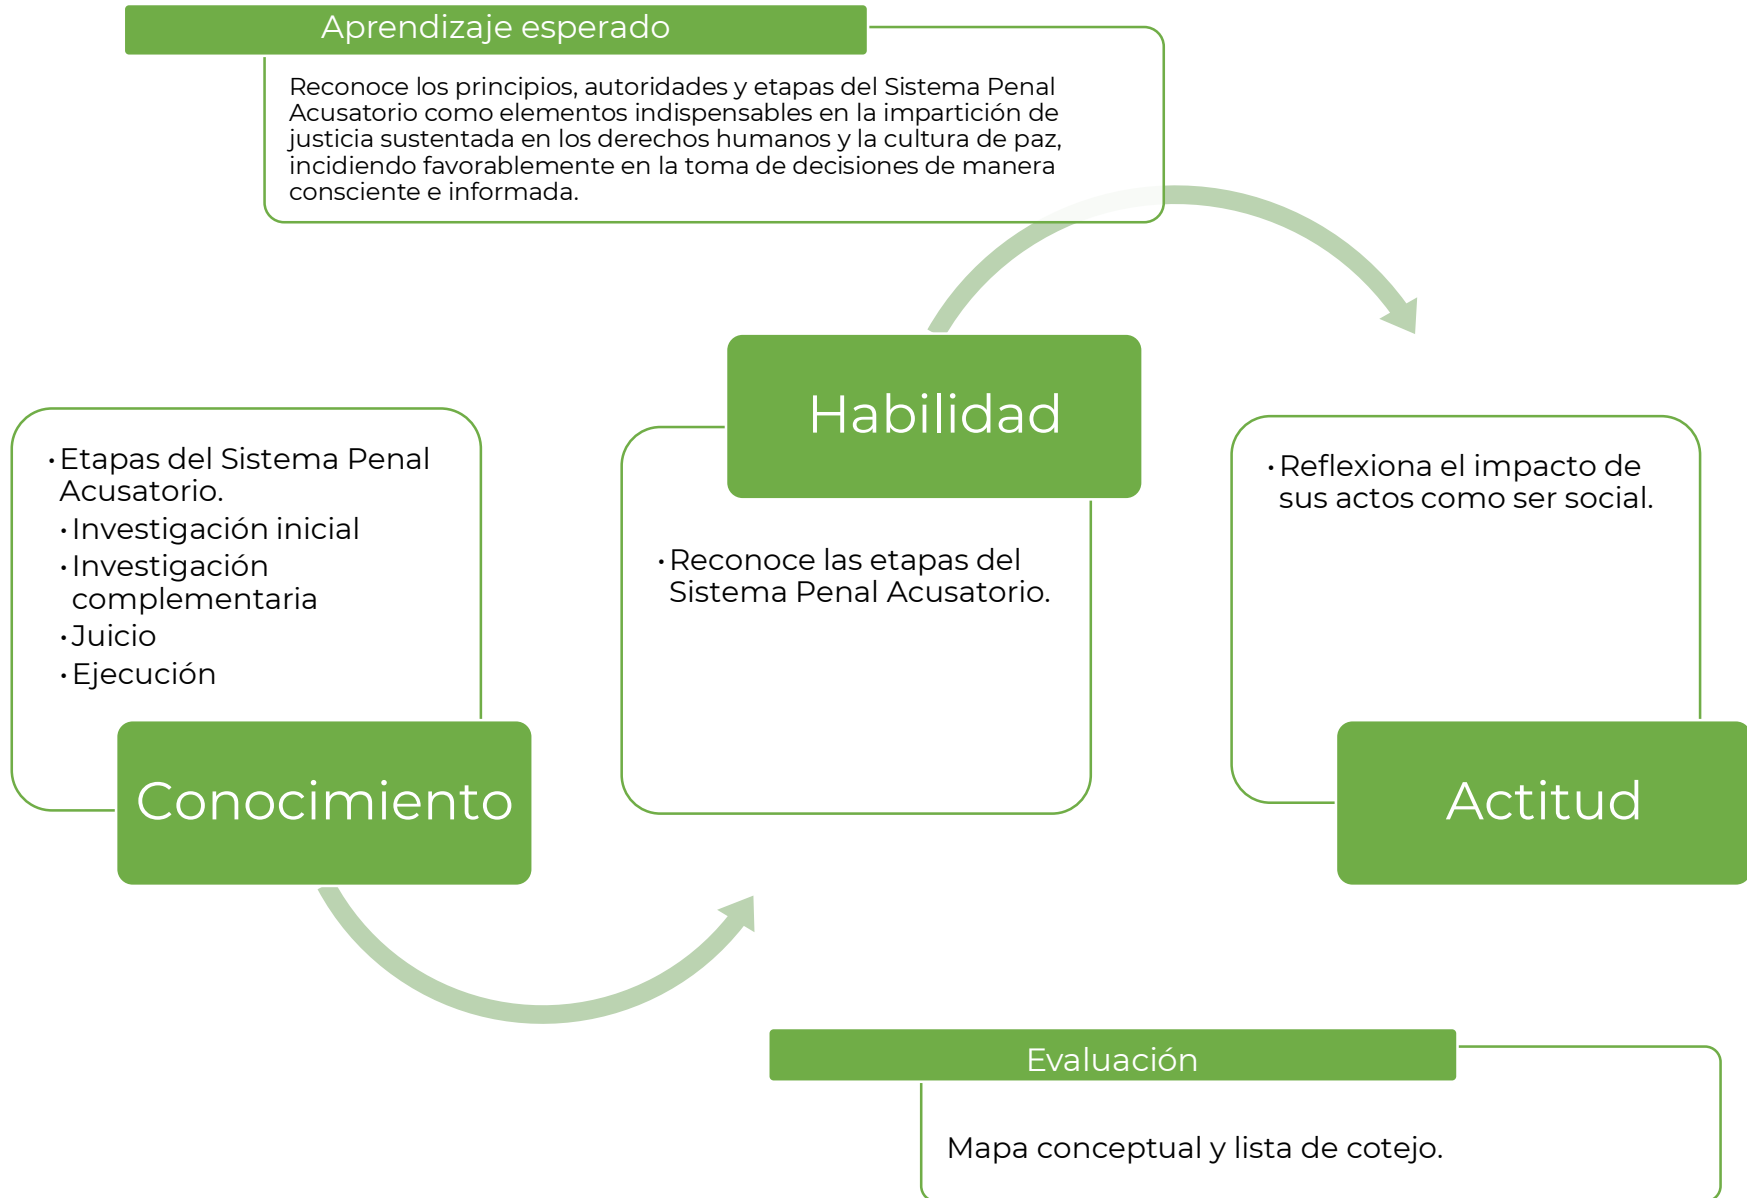 Aprendizaje esperado
Reconoce los principios, autoridades y etapas del Sistema Penal
Acusatorio como elementos indispensables en la impartición de
justicia sustentada en los derechos humanos y la cultura de paz,
incidiendo favorablemente en la toma de decisiones de manera
consciente e informada.
•Etapas del Sistema Penal
Acusatorio.
•Investigación inicial
•Investigación
complementaria
•Juicio
•Ejecución
Conocimiento
Habilidad
•Reconoce las etapas del
Sistema Penal Acusatorio.
•Reflexiona el impacto de
sus actos como ser social.
Actitud
Evaluación
Mapa conceptual y lista de cotejo.